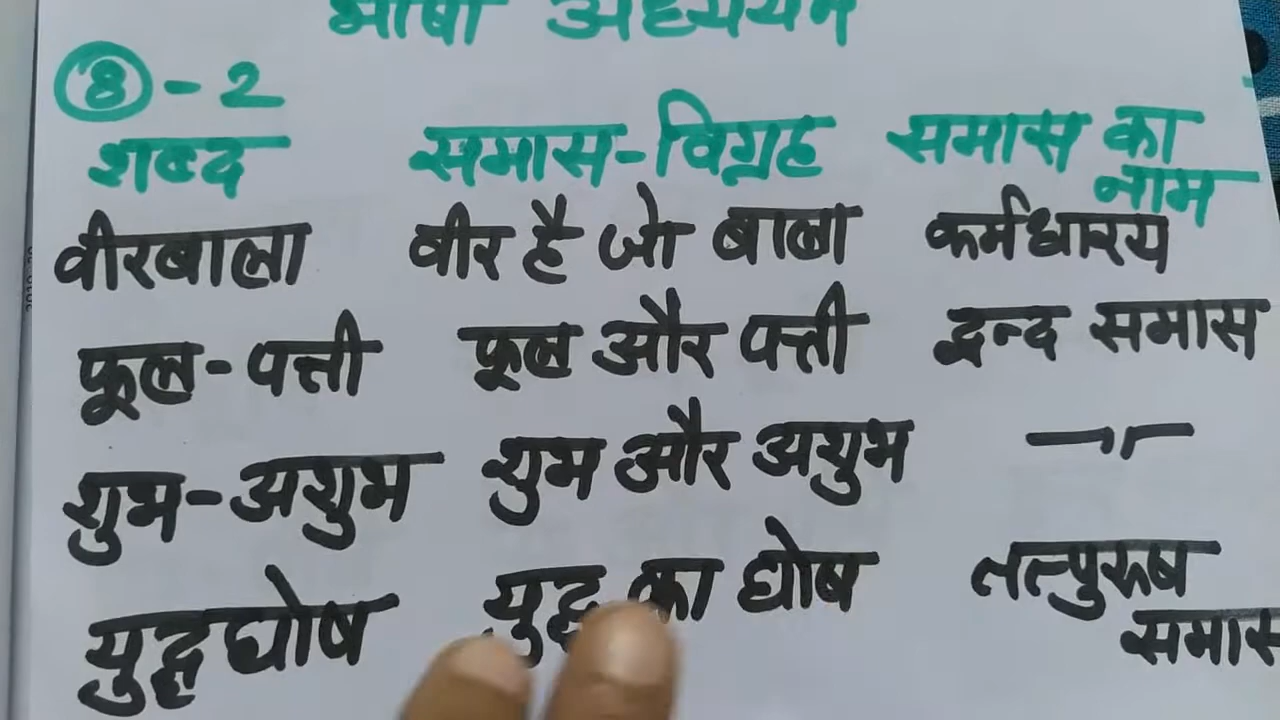 भाषा अध्ययन
8 - 2
शब्द समास-विग्रह समास का नाम
वीरबाला वीर है जो बाला कर्मधारय
फूल-पत्ती फूल और पत्ती द्वन्द समास
शुभ-अशुभ शुभ और अशुभ —〃—
युद्धघोष युद्ध का घोष तत्पुरुष समास